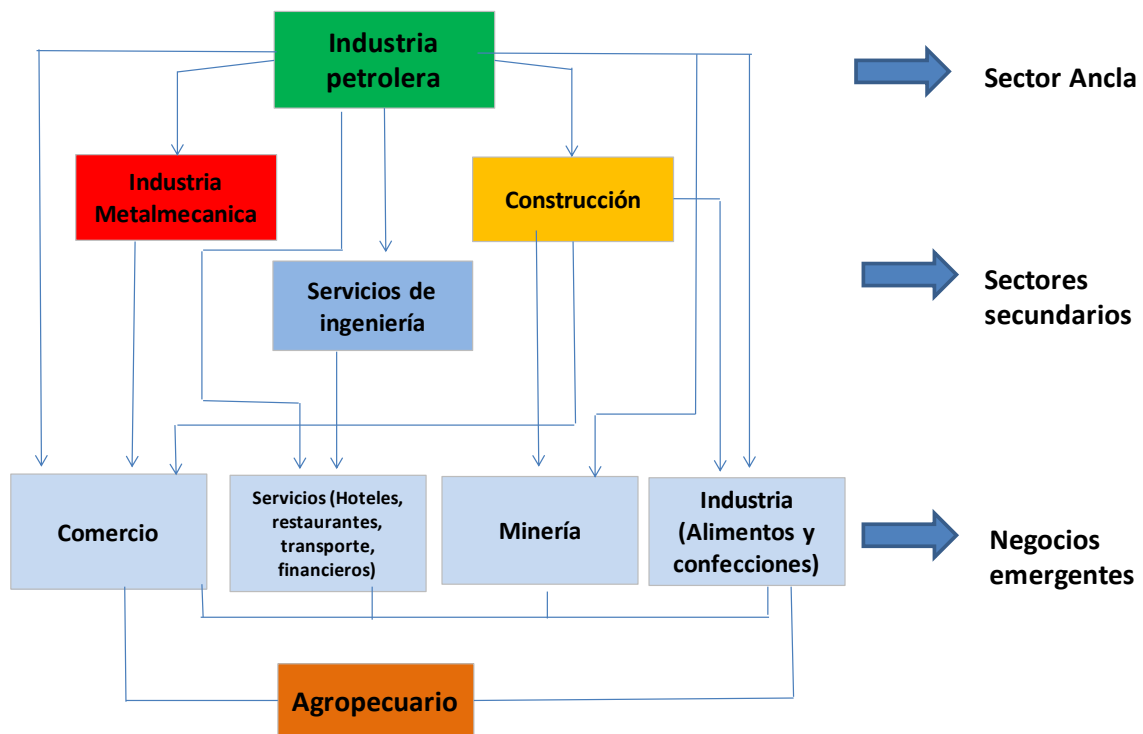 Industria
petrolera
Sector Ancla
Industria
Metalmecanica
Construcción
Servicios de
ingeniería
Sectores
secundarios
Comercio
Servicios (Hoteles,
restaurantes,
transporte,
financieros)
Minería
Industria
(Alimentos y
confecciones)
Negocios
emergentes
Agropecuario